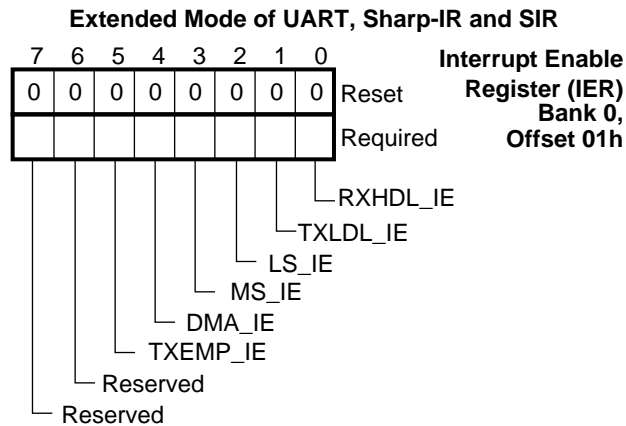 Extended Mode of UART, Sharp-IR and SIR
7 6 5 4 3 2 1 0
Interrupt Enable
Register (IER)
Bank 0,
Offset 01h
0 0 0 0 0 0 0 0 Reset
Required
RXHDL_IE
TXLDL_IE
LS_IE
MS_IE
DMA_IE
TXEMP_IE
Reserved
Reserved